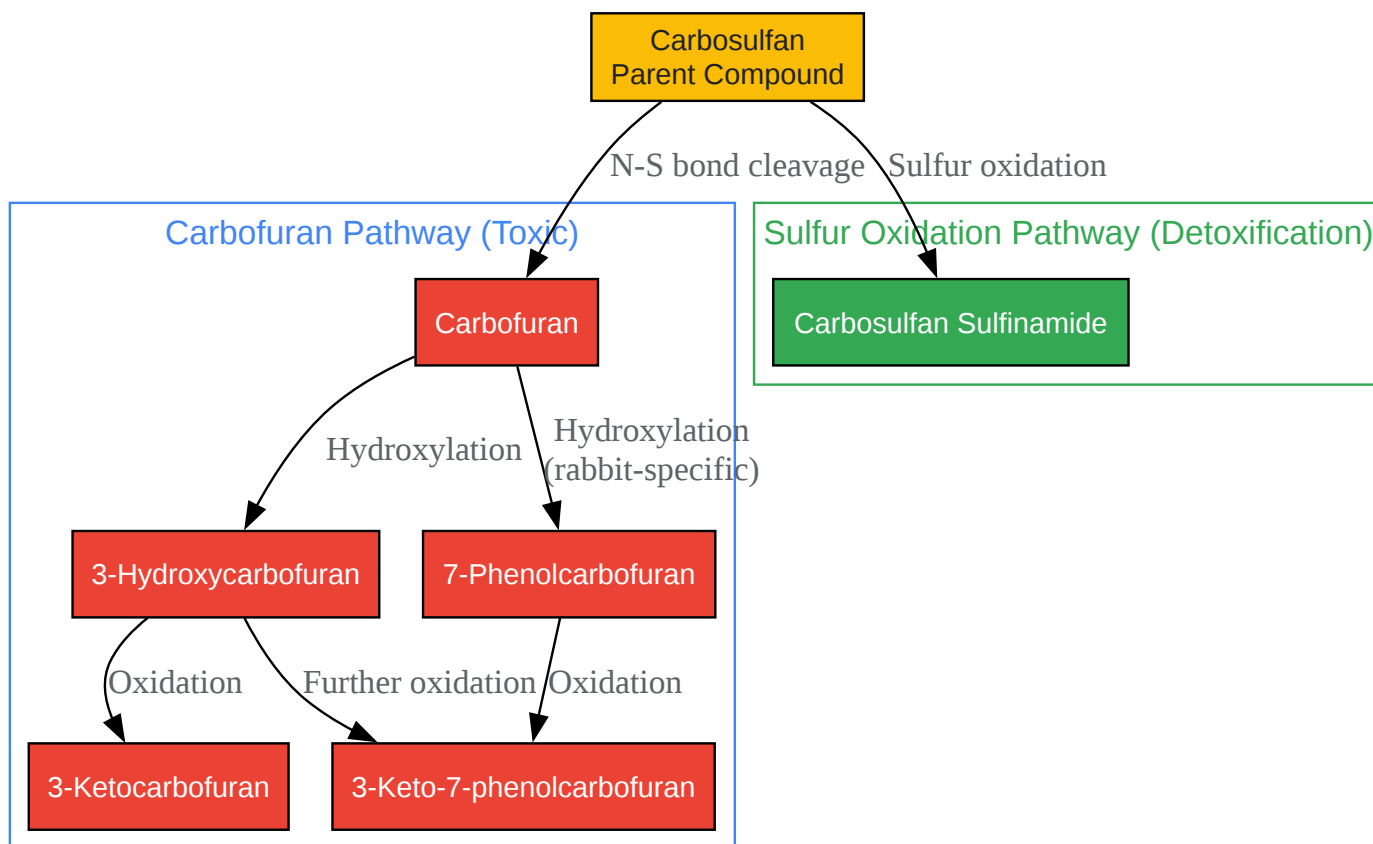 Carbosulfan
Parent Compound
N-S bond cleavage
Sulfur oxidation
Carbofuran Pathway (Toxic)
Sulfur Oxidation Pathway (Detoxification)
Carbofuran
Carbosulfan Sulfinamide
Hydroxylation
Hydroxylation
(rabbit-specific)
3-Hydroxycarbofuran
7-Phenolcarbofuran
Oxidation
Further oxidation
Oxidation
3-Ketocarbofuran
3-Keto-7-phenolcarbofuran